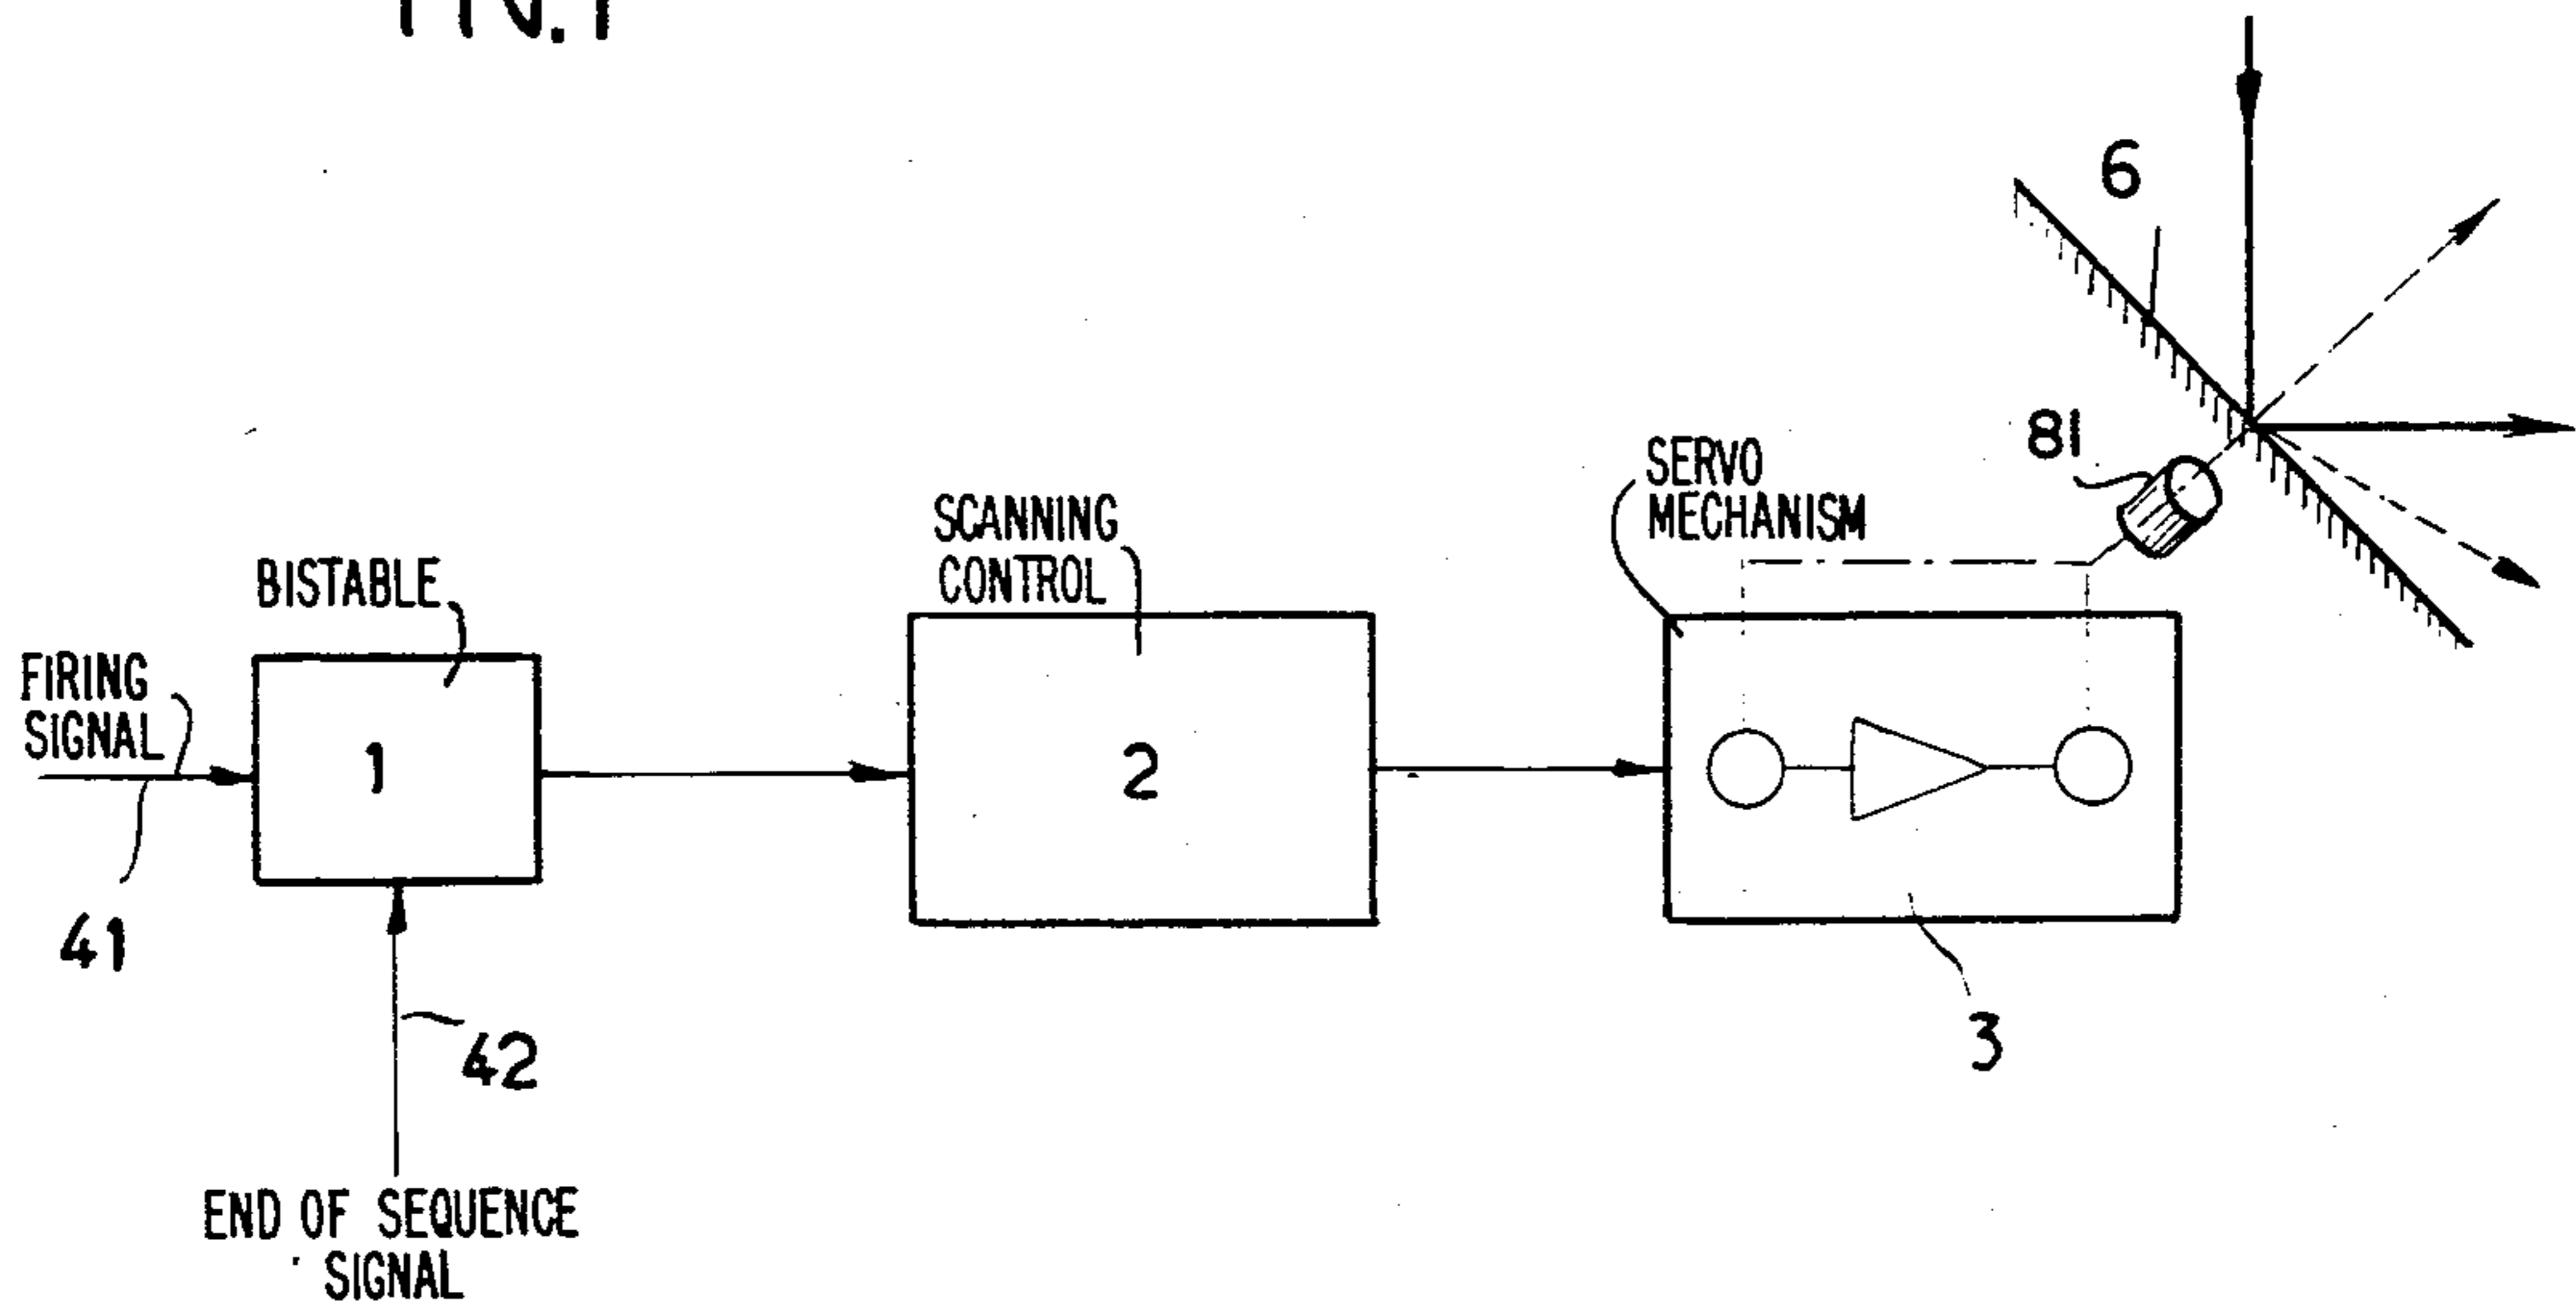 6
81
SERVO
MECHANISM
SCANNING
CONTROL
BISTABLE
FIRING
SIGNAL
1
2
41
42
3
END OF SEQUENCE
SIGNAL